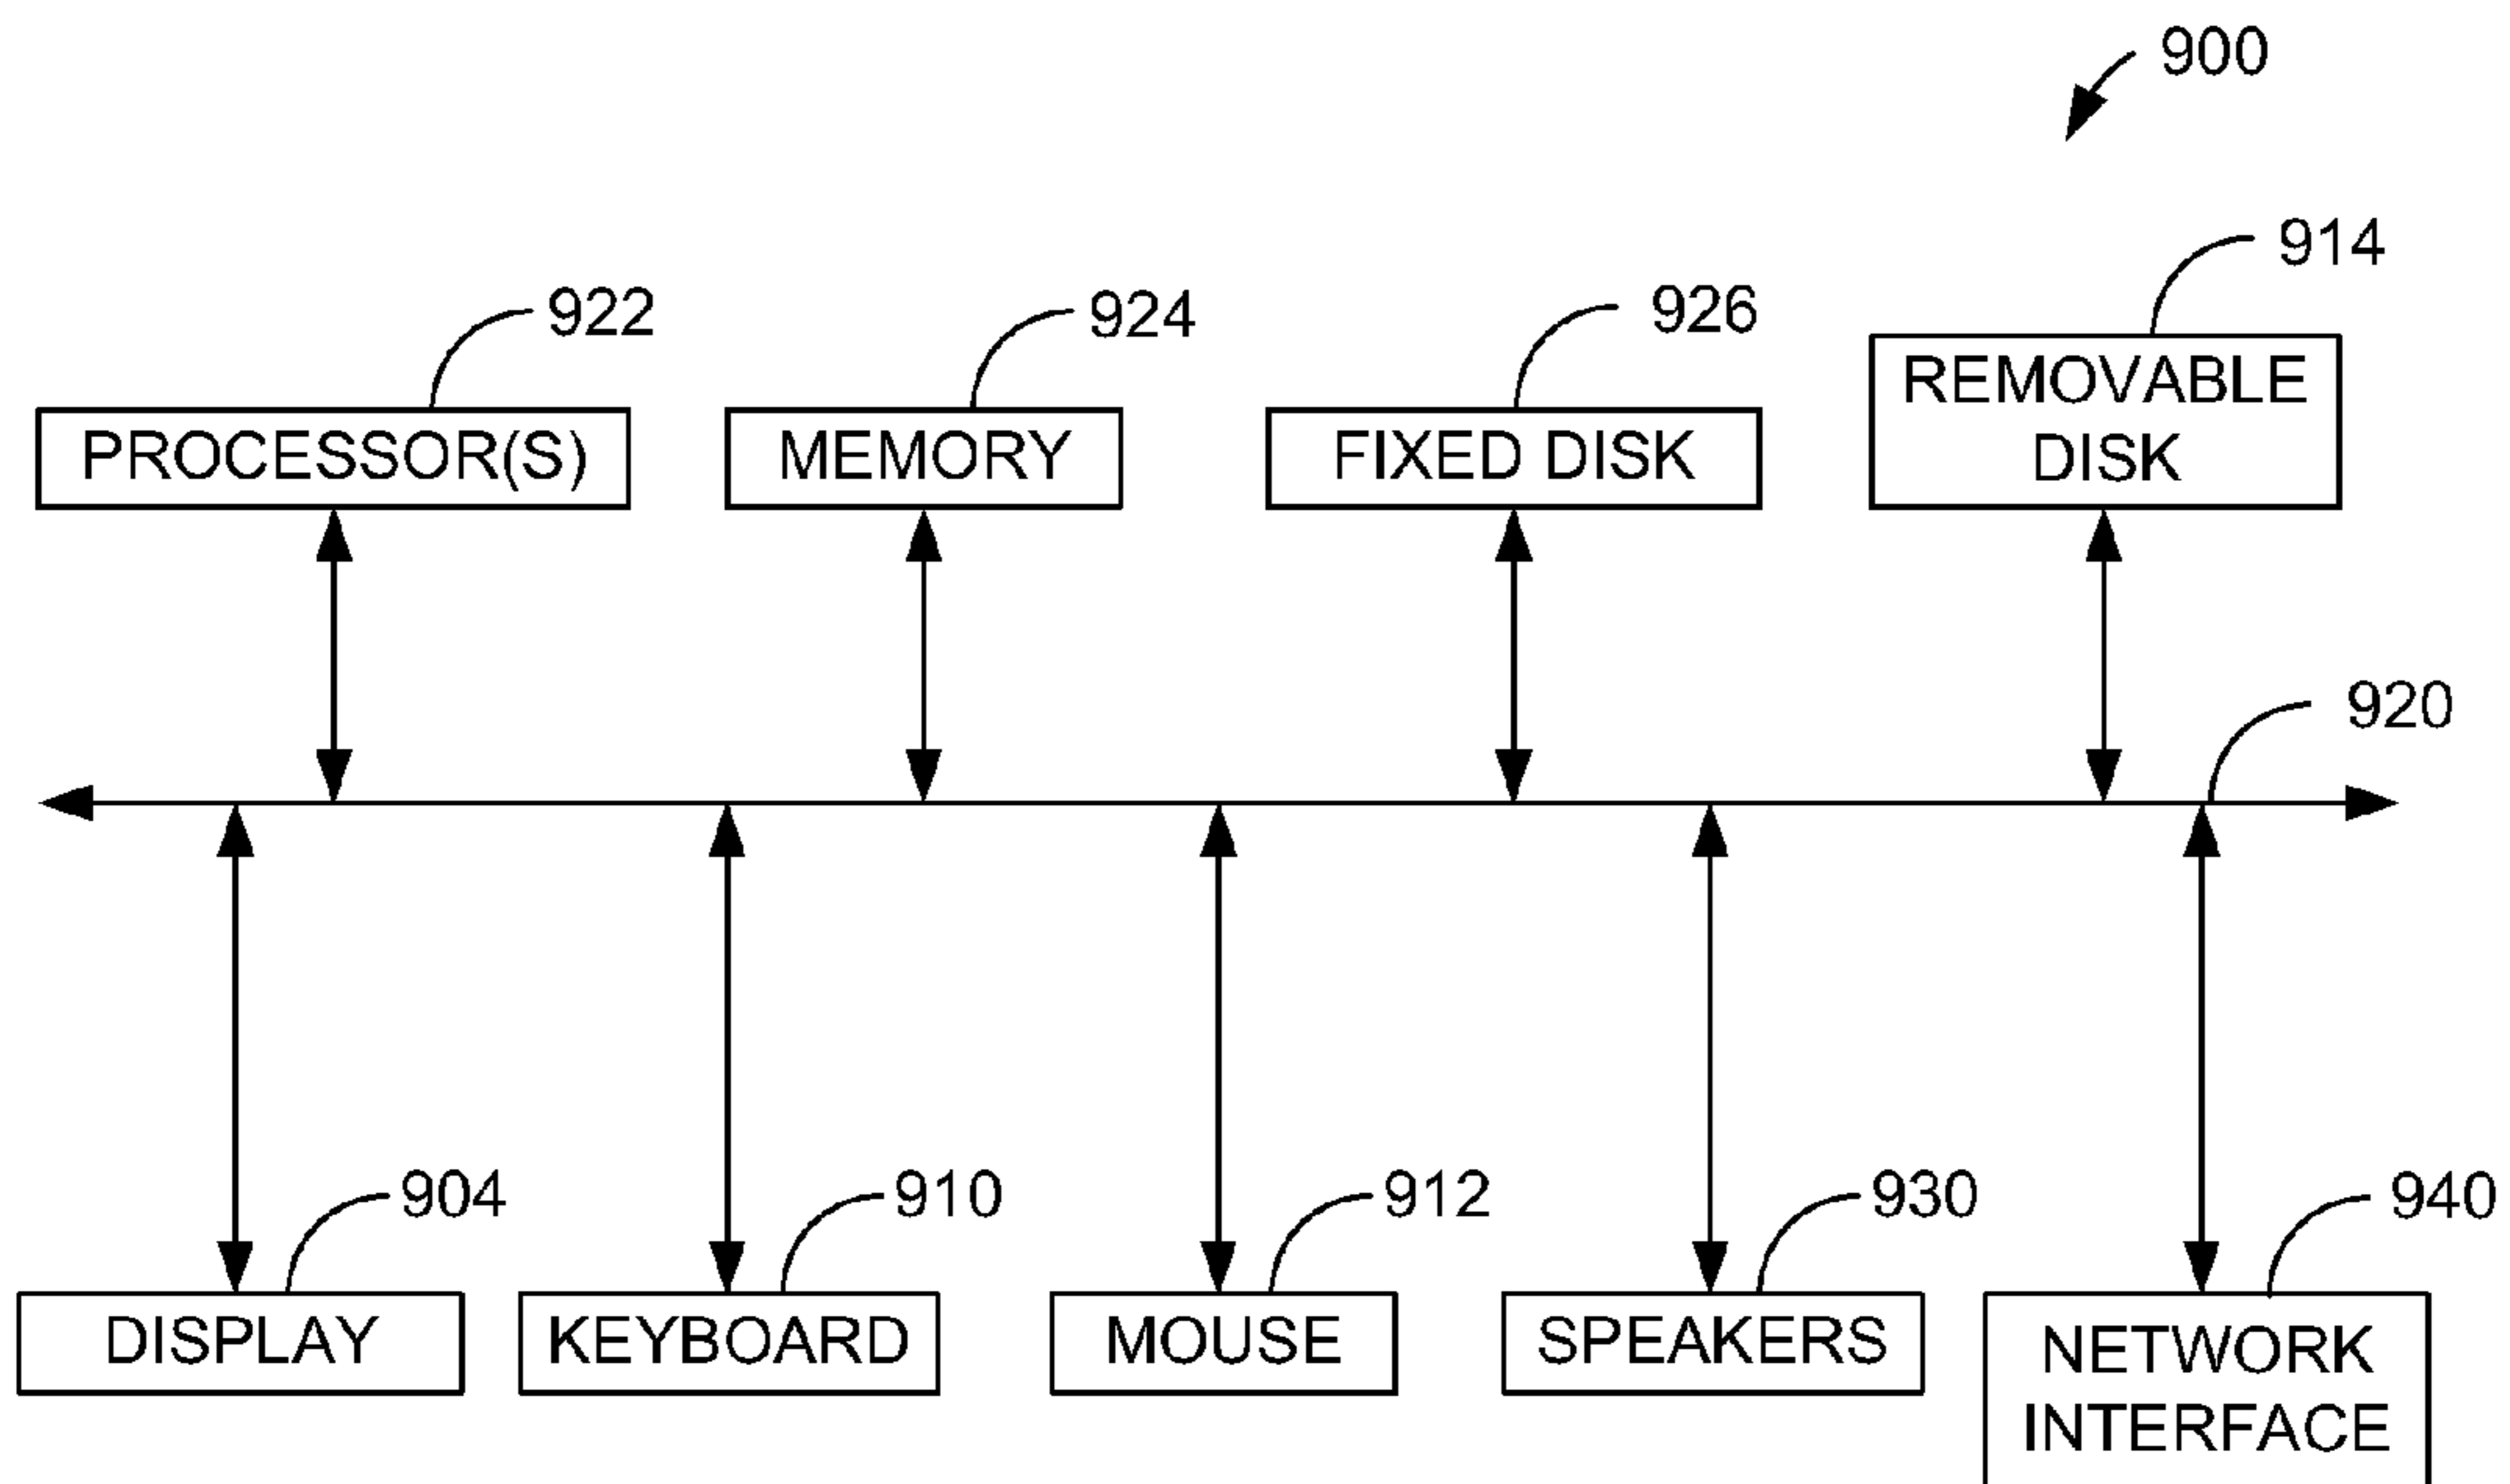 900
914
922
924
926
REMOVABLE
DISK
PROCESSOR(S)
MEMORY
FIXED DISK
920
904
910
912
930
940
DISPLAY
KEYBOARD
MOUSE
SPEAKERS
NETWORK
INTERFACE